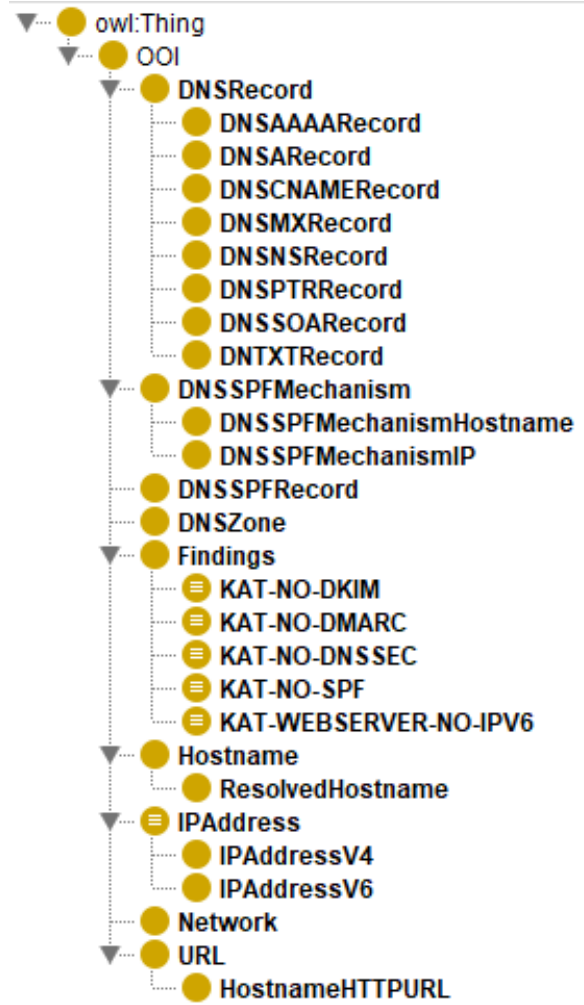 owl:Thing
OOI
DNSRecord
DNSAAAARecord
DNSARecord
DNSCNAMERecord
DNSMXRecord
DNSNSRecord
DNSPTRRecord
DNSSOARecord
DNTXTRecord
DNSSPFMechanism
DNSSPFMechanismHostname
DNSSPFMechanismIP
DNSSPFRecord
DNSZone
Findings
KAT-NO-DKIM
KAT-NO-DMARC
KAT-NO-DNSSEC
KAT-NO-SPF
KAT-WEBSERVER-NO-IPV6
Hostname
ResolvedHostname
IPAddress
IPAddressV4
IPAddressV6
Network
URL
HostnameHTTPURL